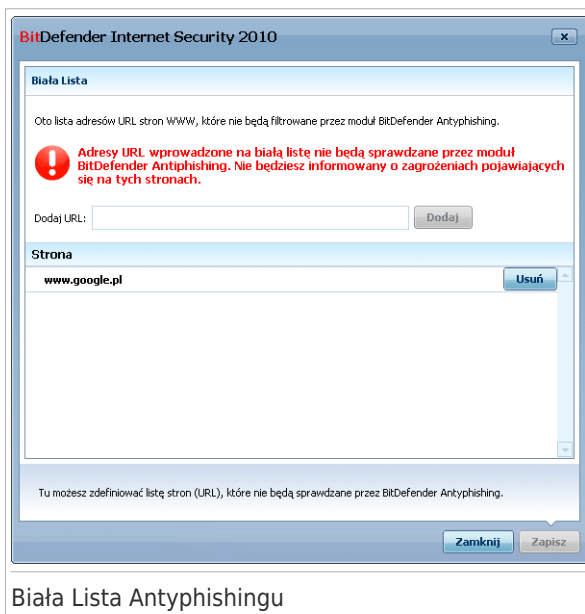 BitDefender Internet Security 2010
Biała Lista
Oto lista adresów URL stron WWW, które nie będą filtrowane przez moduł BitDefender Antyphishing.
Adresy URL wprowadzone na białą listę nie będą sprawdzane przez moduł
BitDefender Antiphishing. Nie będziesz informowany o zagrożeniach pojawiających
się na tych stronach.
Dodaj URL: Dodaj
Strona
www.google.pl Usuń
Tu możesz zdefiniować listę stron (URL), które nie będą sprawdzane przez BitDefender Antyphishing.
Zamknij Zapisz
Biała Lista Antyphishingu